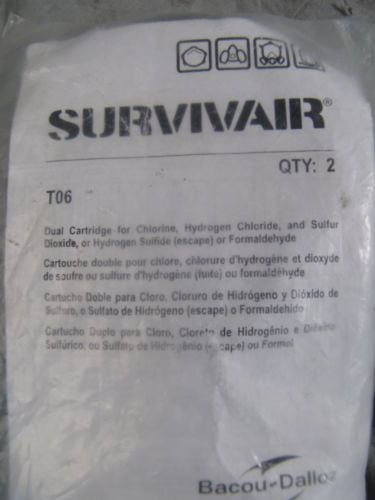 SURVIVAIR®
QTY: 2
T06
Dual Cartridge for Chlorine, Hydrogen Chloride, and Sulfur
Dioxide, or Hydrogen Sulfide (escape) or Formaldehyde
Cartouche double pour chlore, chlorure d'hydrogène et dioxyde
de soufre ou sulfure d'hydrogène (fuite) ou formaldéhyde
Cartucho Doble para Cloro, Cloruro de Hidrógeno y Dióxido de
Sulfuro, o Sulfato de Hidrógeno (escape) o Formaldehido
Cartucho Duplo para Cloro, Cloreto de Hidrogênio e Dióxido
Sulfúrico, ou Sulfato de Hidrogênio (escape) ou Formol
Bacou-Dalloz